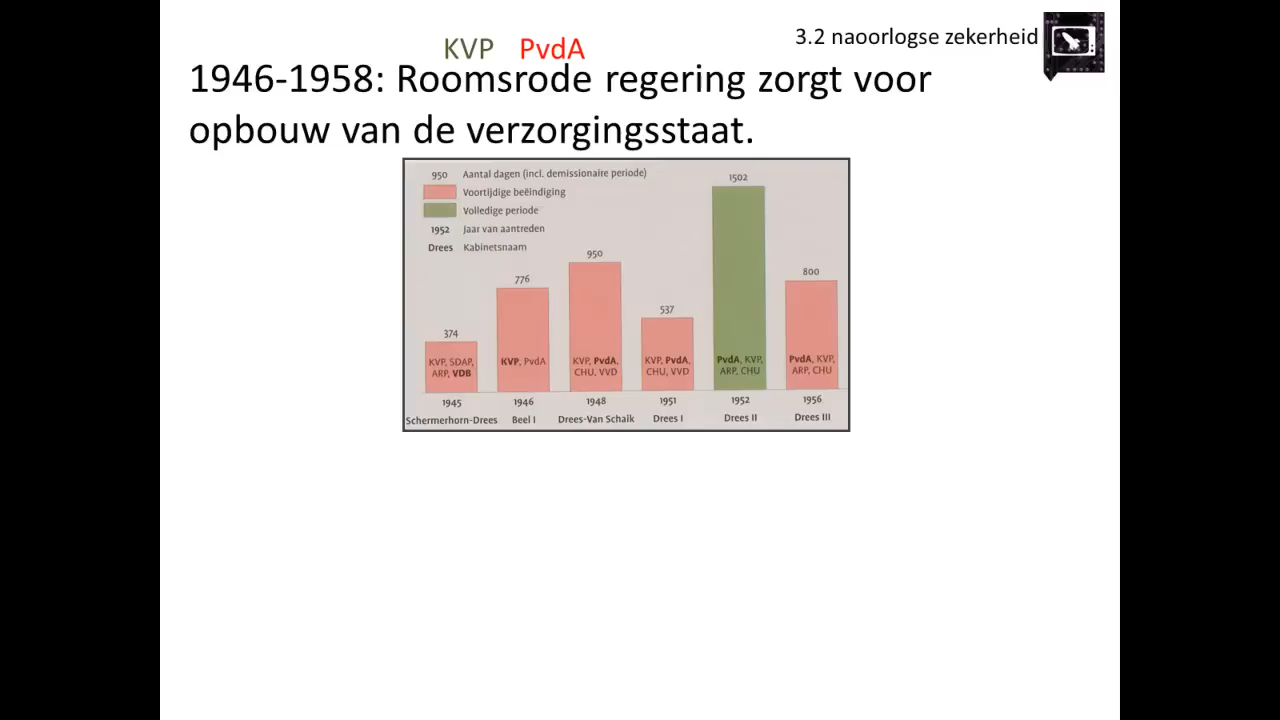 3.2 naoorlogse zekerheid
KVP PvdA
1946-1958: Roomsrode regering zorgt voor
opbouw van de verzorgingsstaat.
950 Aantal dagen (incl. demissionaire periode)
Voortijdige beëindiging
Volledige periode
1952 Jaar van aantreden
Drees Kabinetsnaam
374
776
950
537
1502
800
KVP, SDAP,
ARP, VDB
KVP, PvdA
KVP, PvdA,
CHU, VVD
KVP, PvdA,
CHU, VVD
PvdA, KVP,
ARP, CHU
PvdA, KVP,
ARP, CHU
1945 1946 1948 1951 1952 1956
Schermerhorn-Drees Beel I Drees-Van Schaik Drees I Drees II Drees III